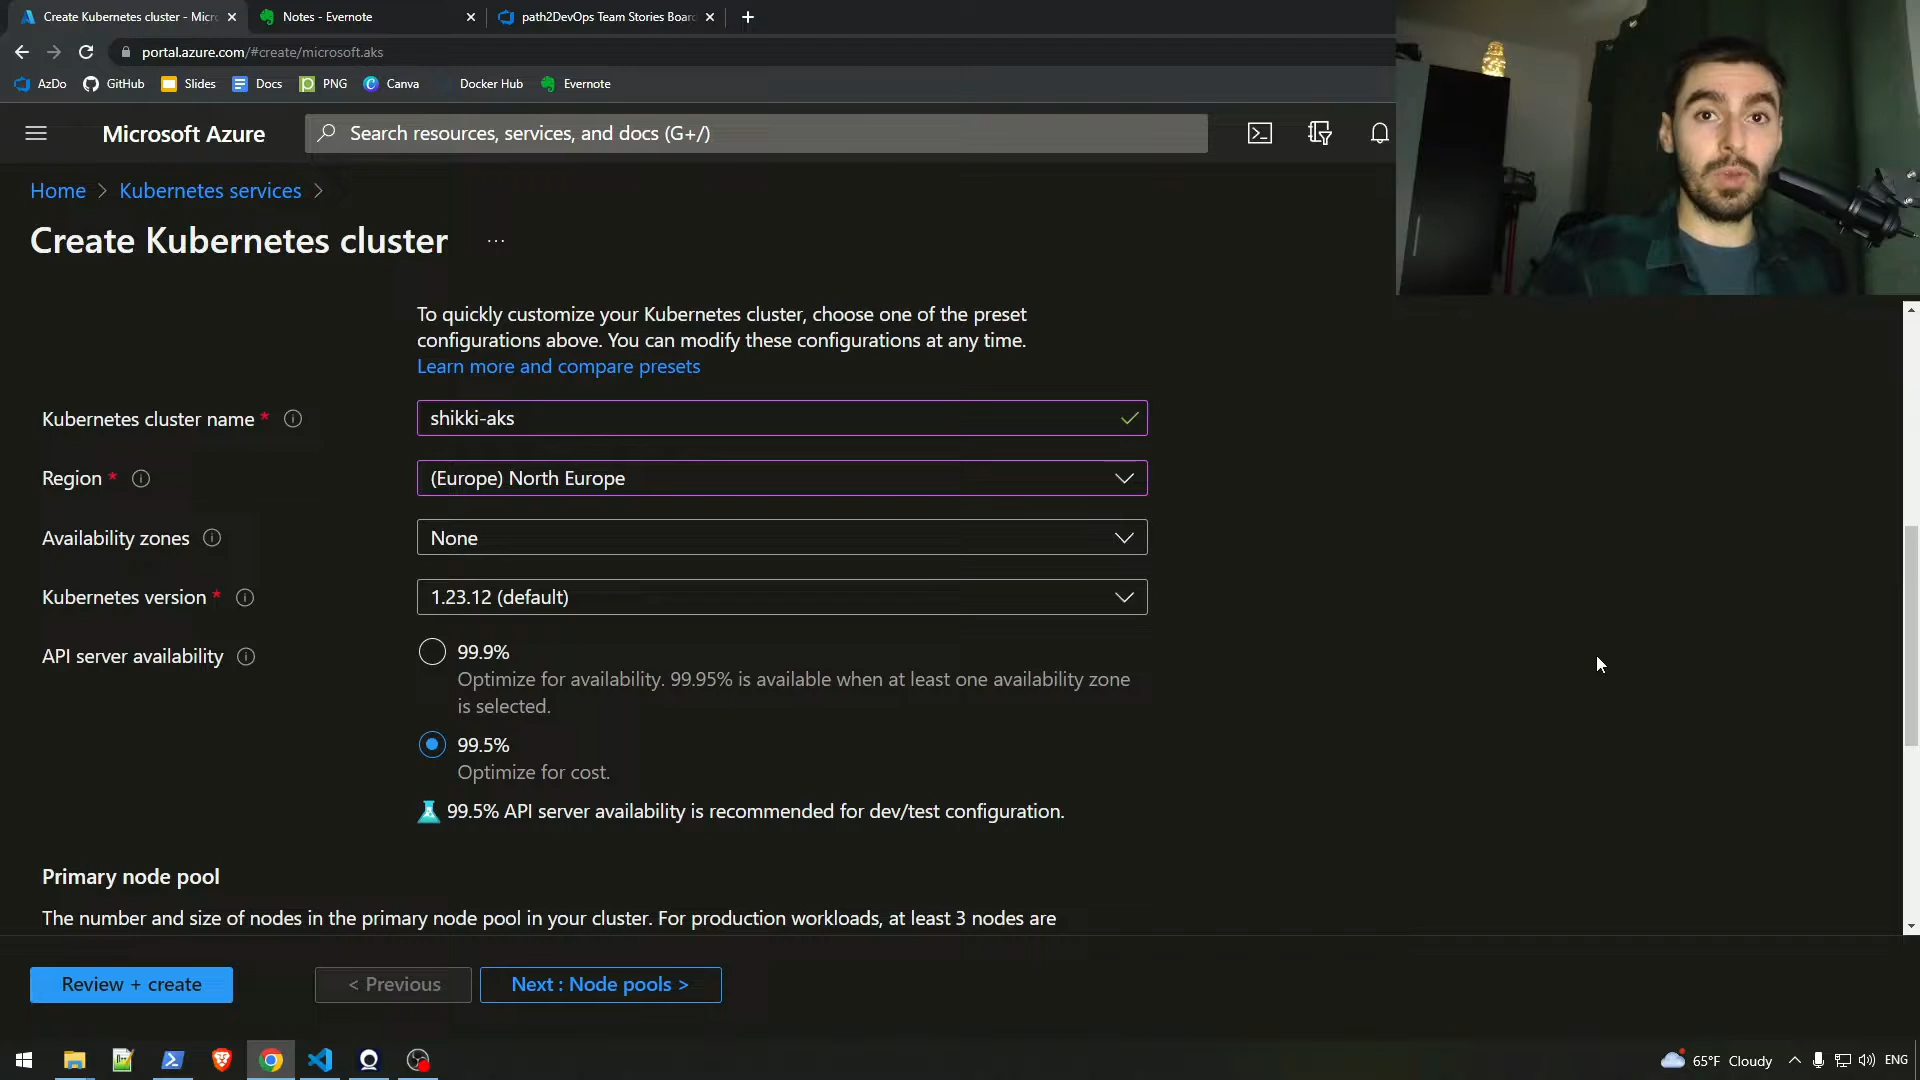 Create Kubernetes cluster - Micro
Notes - Evernote
path2DevOps Team Stories Board
portal.azure.com/#create/microsoft.aks
AzDo
GitHub
Slides
Docs
PNG
Canva
Docker Hub
Evernote
Microsoft Azure
Search resources, services, and docs (G+/)
Home > Kubernetes services >
Create Kubernetes cluster ...
To quickly customize your Kubernetes cluster, choose one of the preset
configurations above. You can modify these configurations at any time.
Learn more and compare presets
Kubernetes cluster name *
shikki-aks
Region *
(Europe) North Europe
Availability zones
None
Kubernetes version *
1.23.12 (default)
API server availability
99.9%
Optimize for availability. 99.95% is available when at least one availability zone
is selected.
99.5%
Optimize for cost.
99.5% API server availability is recommended for dev/test configuration.
Primary node pool
The number and size of nodes in the primary node pool in your cluster. For production workloads, at least 3 nodes are
Review + create
< Previous
Next : Node pools >
65°F Cloudy
ENG